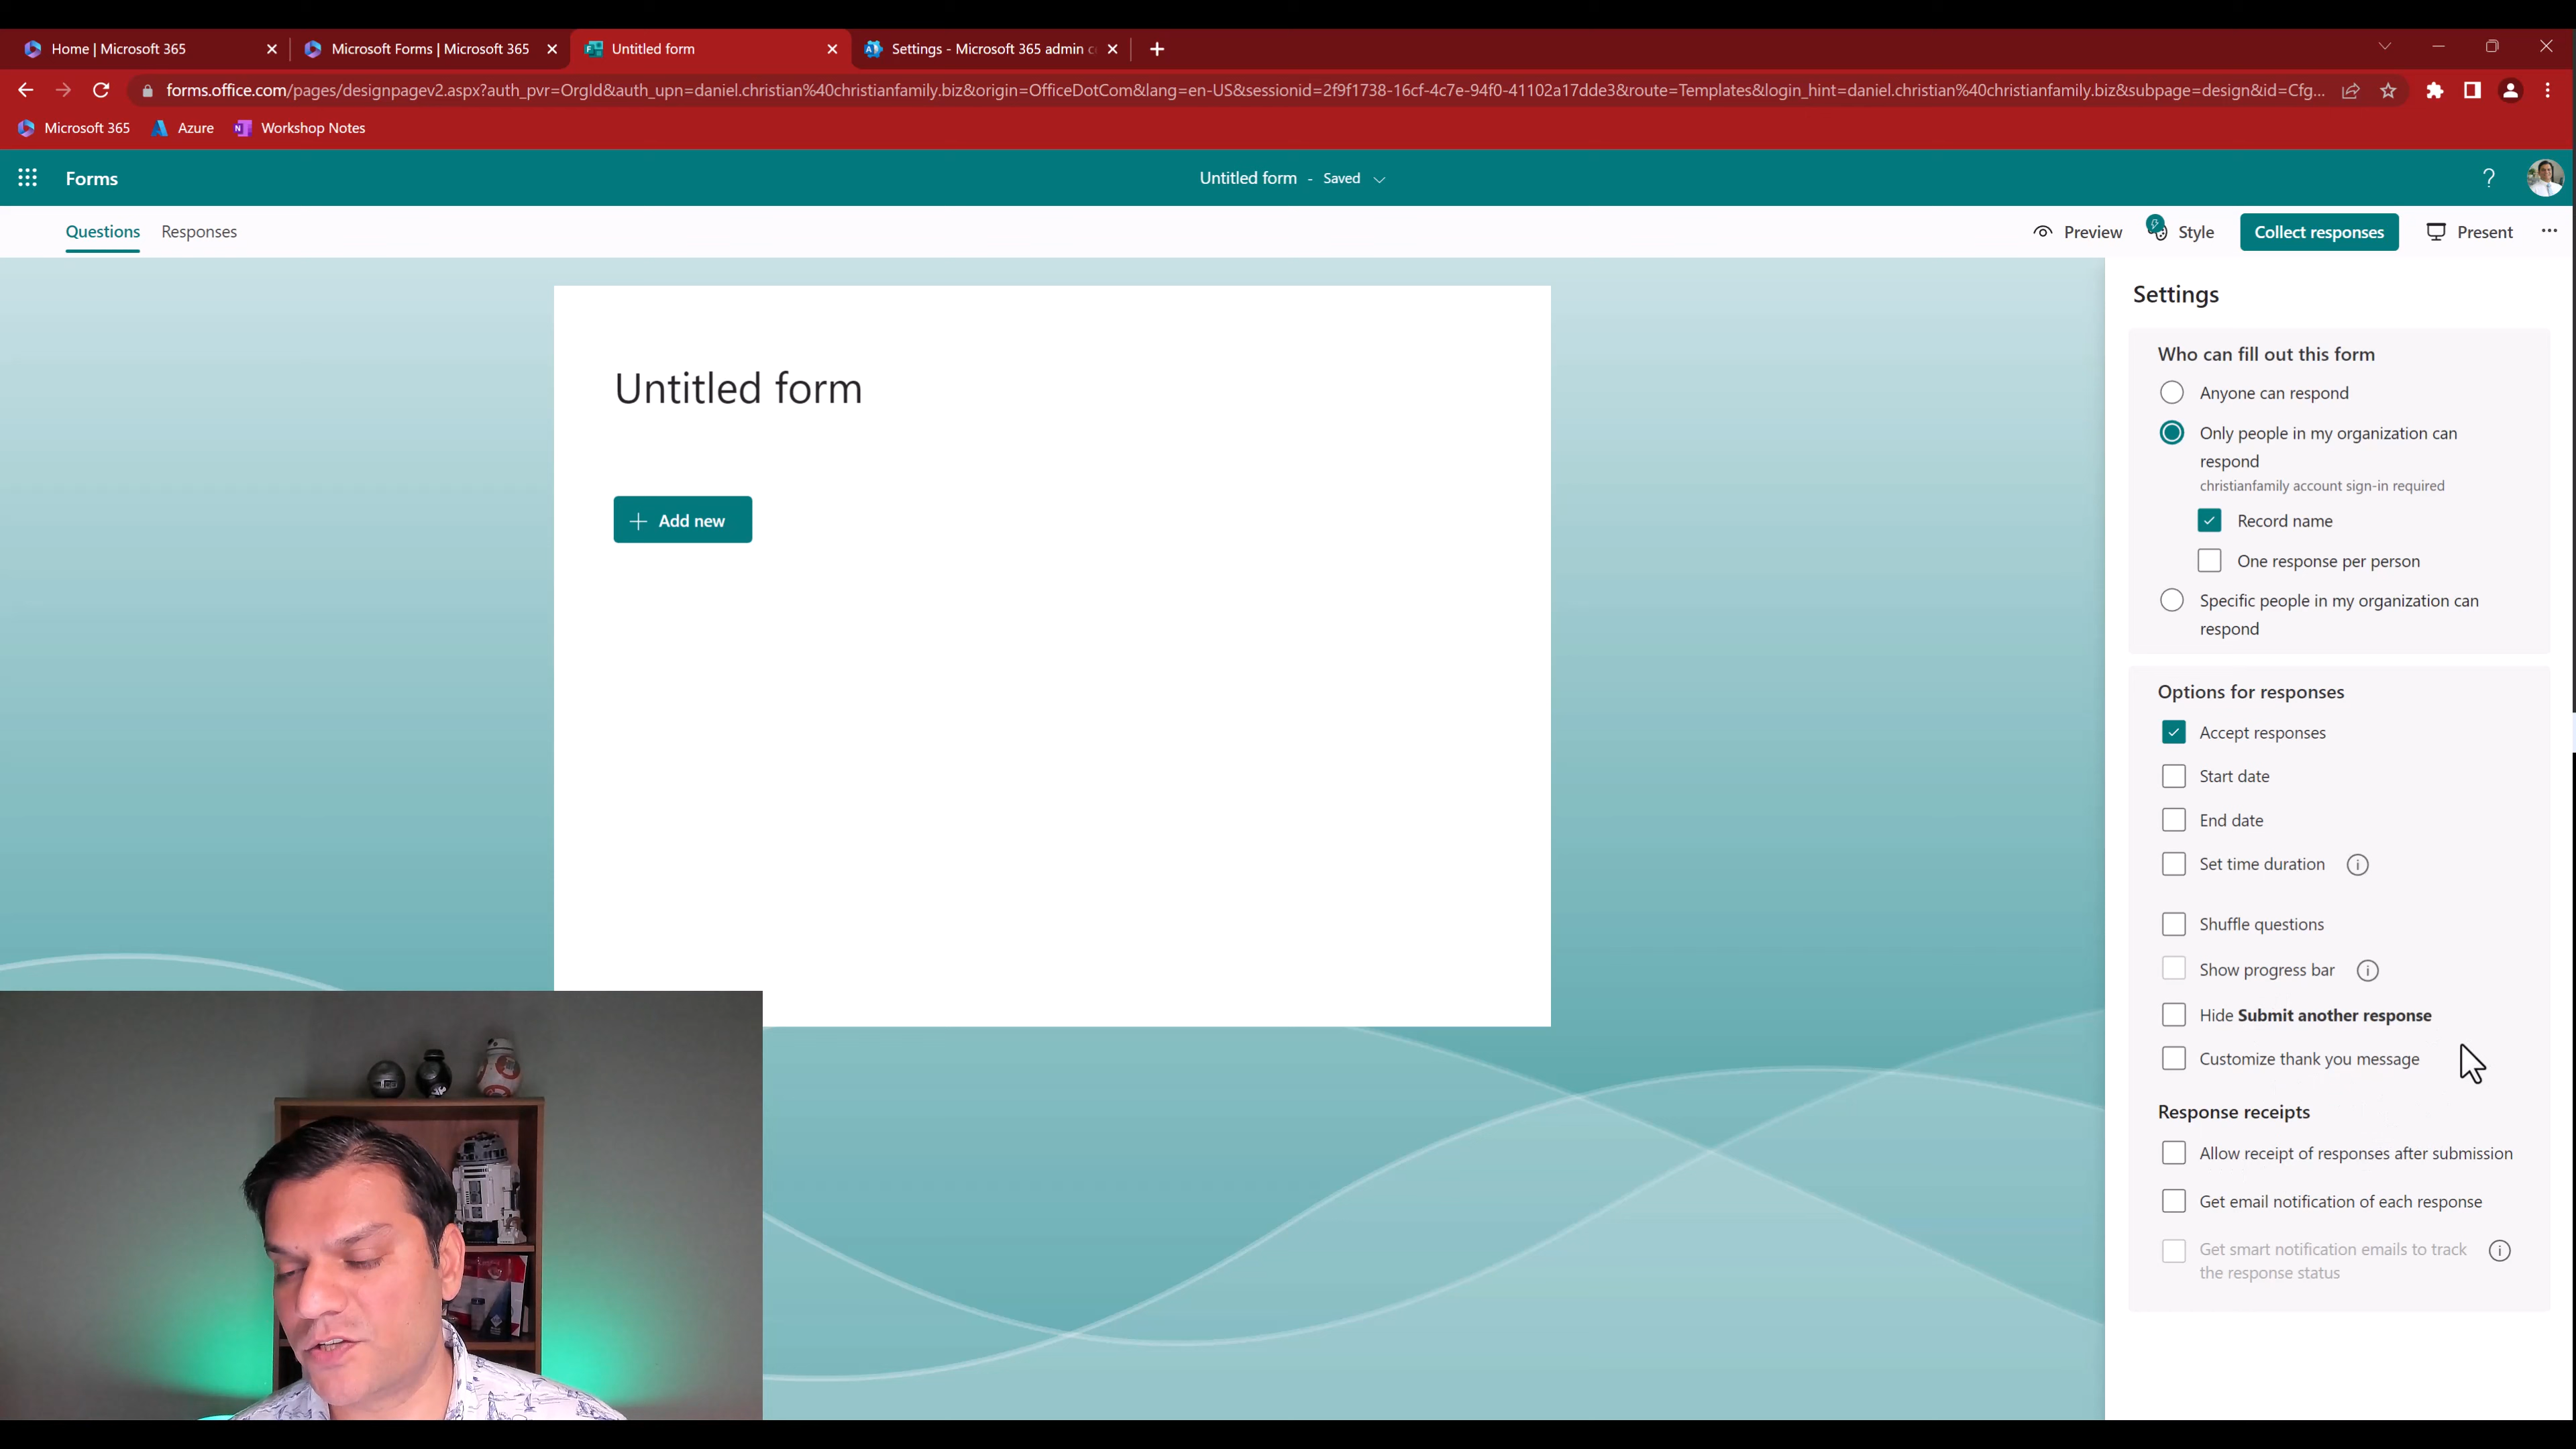 Home | Microsoft 365
Microsoft Forms | Microsoft 365
Untitled form
Settings - Microsoft 365 admin c
forms.office.com/pages/designpagev2.aspx?auth_pvr=OrgId&auth_upn=daniel.christian%40christianfamily.biz&origin=OfficeDotCom&lang=en-US&sessionid=2f9f1738-16cf-4c7e-94f0-41102a17dde3&route=Templates&login_hint=daniel.christian%40christianfamily.biz&subpage=design&id=Cfg...
Microsoft 365
Azure
Workshop Notes
Forms
Untitled form - Saved
Questions
Responses
Preview
Style
Collect responses
Present
Untitled form
Add new
Settings
Who can fill out this form
Anyone can respond
Only people in my organization can
respond
christianfamily account sign-in required
Record name
One response per person
Specific people in my organization can
respond
Options for responses
Accept responses
Start date
End date
Set time duration
Shuffle questions
Show progress bar
Hide Submit another response
Customize thank you message
Response receipts
Allow receipt of responses after submission
Get email notification of each response
Get smart notification emails to track
the response status